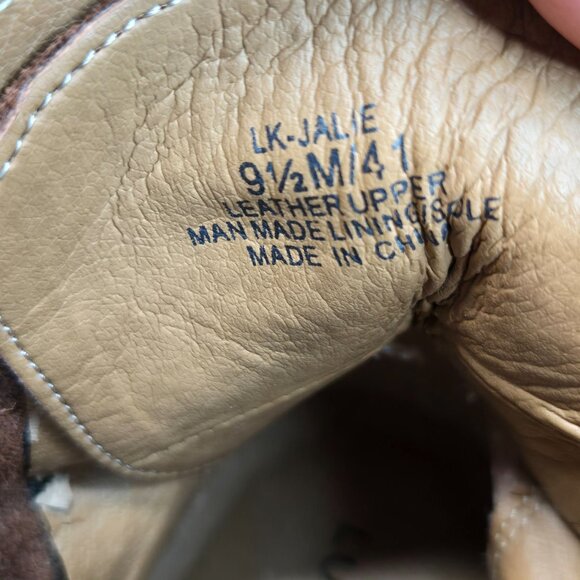 LK-JALIE
9½M/41
LEATHER UPPER
MAN MADE LINING/SOLE
MADE IN CHINA